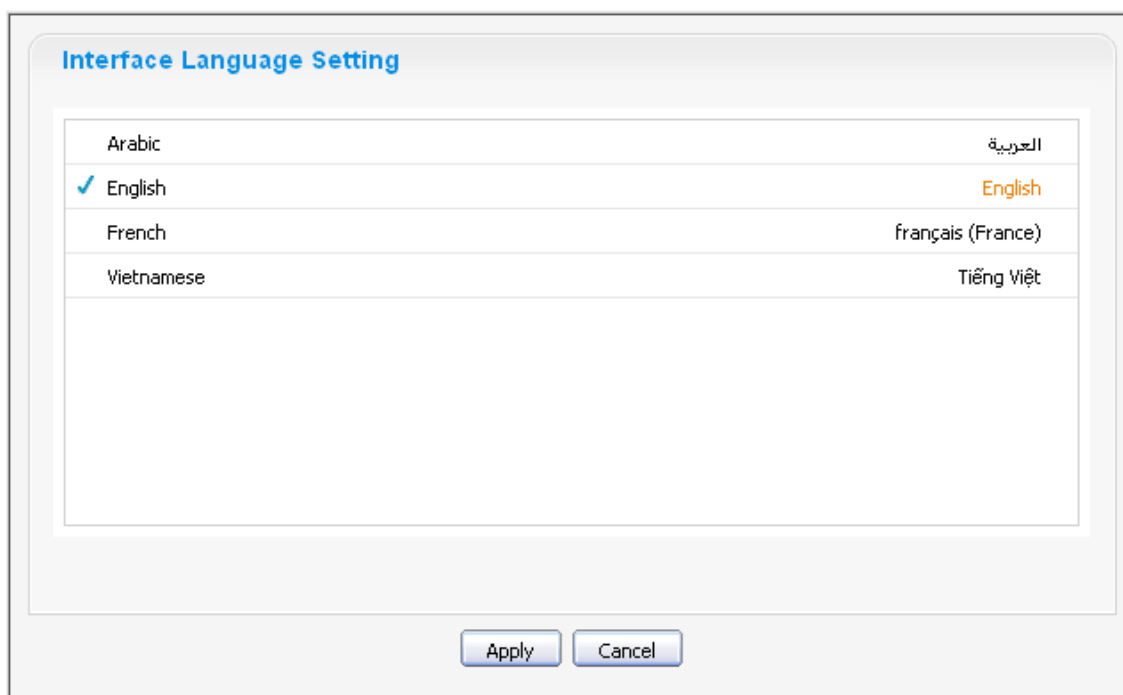 Interface Language Setting
Arabic العربية
English English
French français (France)
Vietnamese Tiếng Việt
Apply Cancel